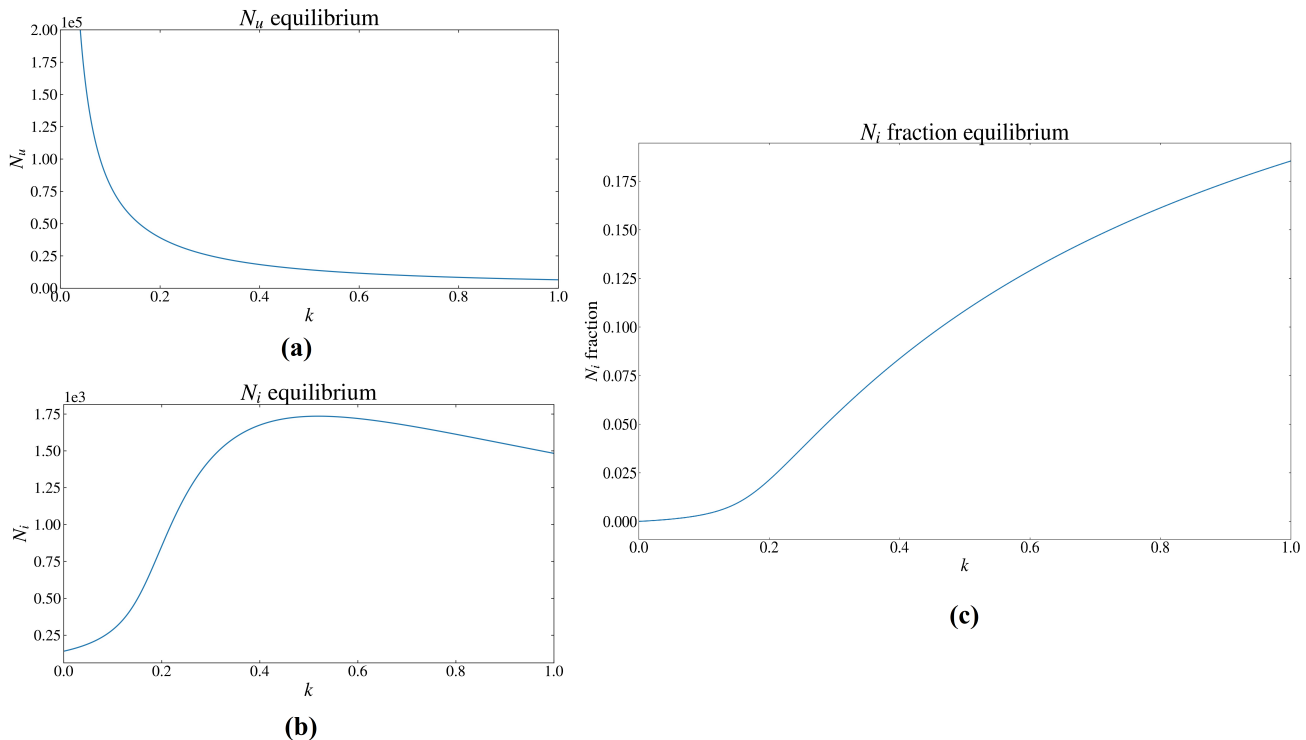 N_u equilibrium
1e5
2.00
1.75
1.50
1.25
1.00
0.75
0.50
0.25
0.00
N_u
0.0 0.2 0.4 0.6 0.8 1.0
k
(a)
N_i equilibrium
1e3
1.75
1.50
1.25
1.00
0.75
0.50
0.25
N_i
0.0 0.2 0.4 0.6 0.8 1.0
k
(b)
N_i fraction equilibrium
0.175
0.150
0.125
0.100
0.075
0.050
0.025
0.000
N_i fraction
0.0 0.2 0.4 0.6 0.8 1.0
k
(c)